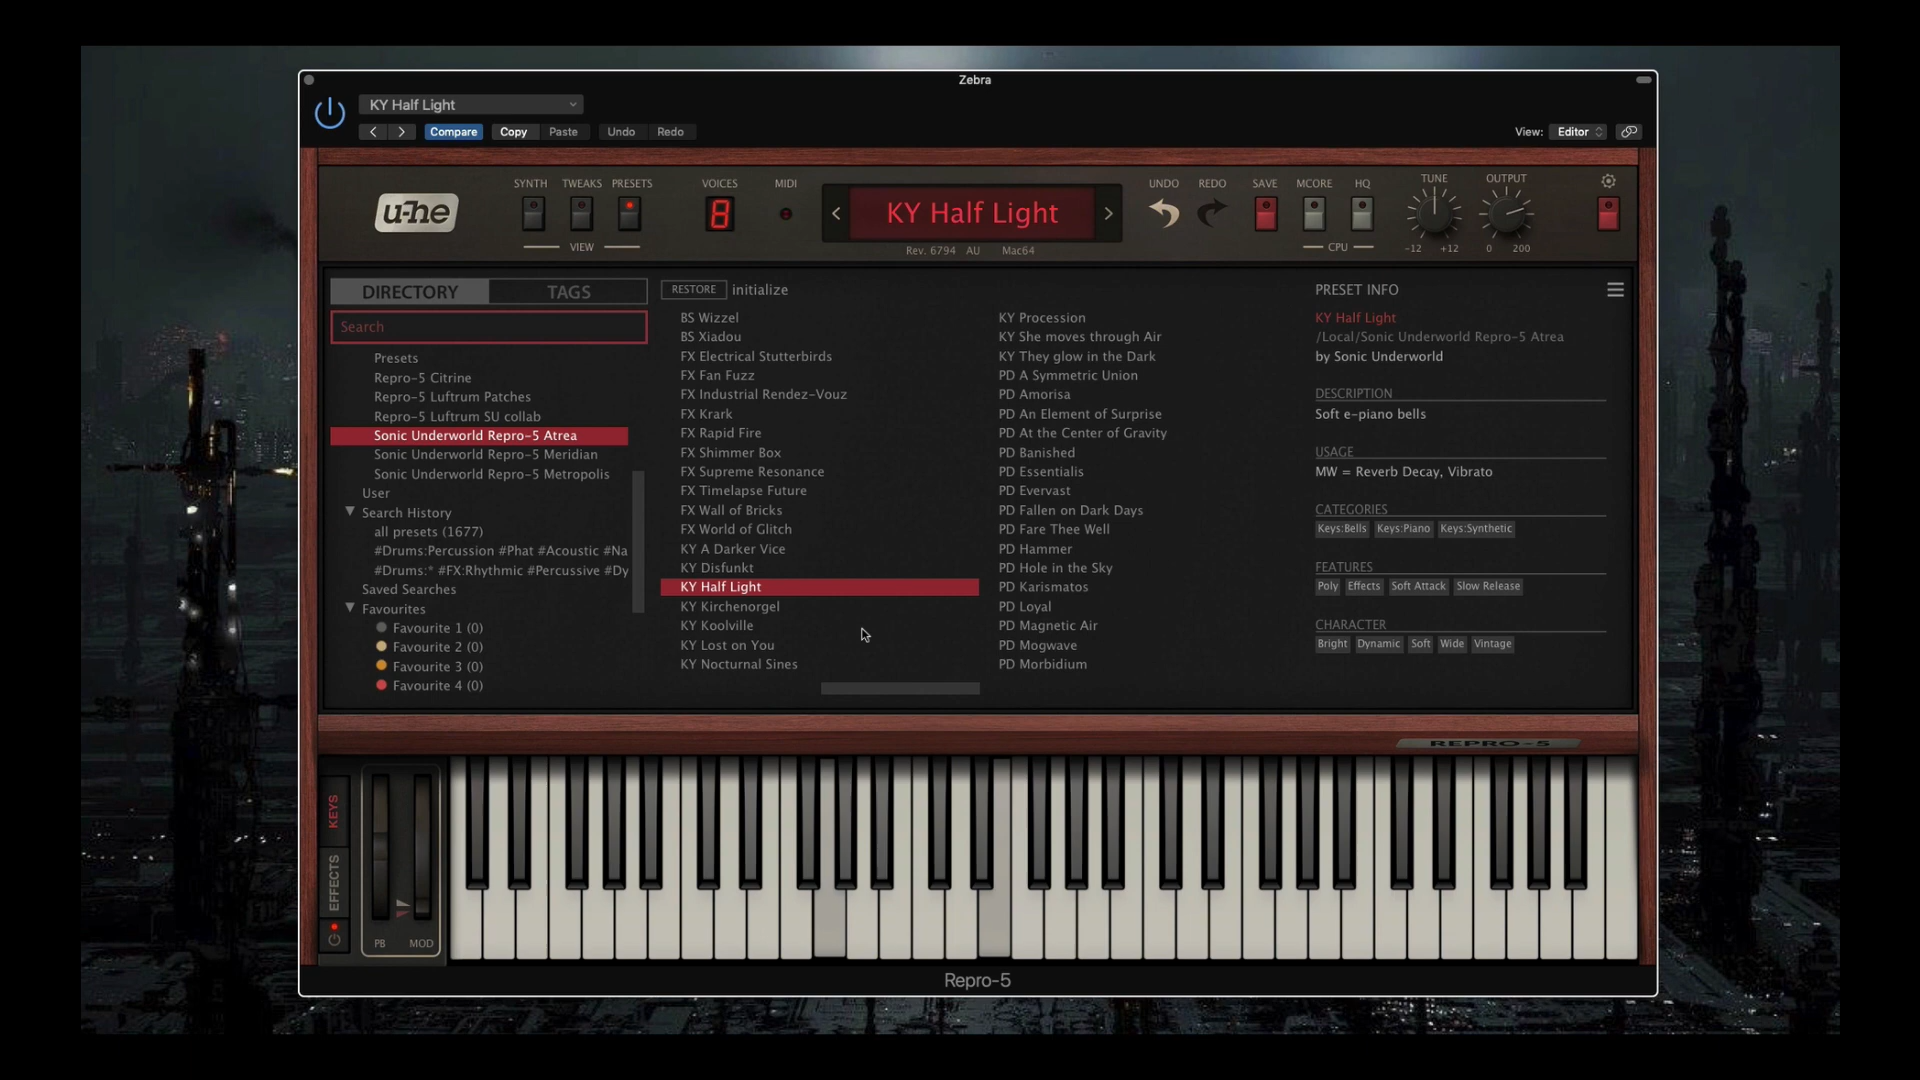 Zebra
KY Half Light
Compare
Copy
Paste
Undo
Redo
View:
Editor
u-he
SYNTH
TWEAKS
PRESETS
VIEW
VOICES
8
MIDI
KY Half Light
Rev. 6794 AU Mac64
UNDO
REDO
SAVE
MCORE
HQ
CPU
TUNE
-12 +12
OUTPUT
0 200
DIRECTORY
TAGS
Search
Presets
Repro-5 Citrine
Repro-5 Luftrum Patches
Repro-5 Luftrum SU collab
Sonic Underworld Repro-5 Atrea
Sonic Underworld Repro-5 Meridian
Sonic Underworld Repro-5 Metropolis
User
Search History
all presets (1677)
#Drums:Percussion #Phat #Acoustic #Na
#Drums:* #FX:Rhythmic #Percussive #Dy
Saved Searches
Favourites
Favourite 1 (0)
Favourite 2 (0)
Favourite 3 (0)
Favourite 4 (0)
RESTORE
initialize
BS Wizzel
BS Xiadou
FX Electrical Stutterbirds
FX Fan Fuzz
FX Industrial Rendez-Vouz
FX Krark
FX Rapid Fire
FX Shimmer Box
FX Supreme Resonance
FX Timelapse Future
FX Wall of Bricks
FX World of Glitch
KY A Darker Vice
KY Disfunkt
KY Half Light
KY Kirchenorgel
KY Koolville
KY Lost on You
KY Nocturnal Sines
KY Procession
KY She moves through Air
KY They glow in the Dark
PD A Symmetric Union
PD Amorisa
PD An Element of Surprise
PD At the Center of Gravity
PD Banished
PD Essentialis
PD Evervast
PD Fallen on Dark Days
PD Fare Thee Well
PD Hammer
PD Hole in the Sky
PD Karismatos
PD Loyal
PD Magnetic Air
PD Mogwave
PD Morbidium
PRESET INFO
KY Half Light
/Local/Sonic Underworld Repro-5 Atrea
by Sonic Underworld
DESCRIPTION
Soft e-piano bells
USAGE
MW = Reverb Decay, Vibrato
CATEGORIES
Keys:Bells
Keys:Piano
Keys:Synthetic
FEATURES
Poly
Effects
Soft Attack
Slow Release
CHARACTER
Bright
Dynamic
Soft
Wide
Vintage
REPRO-5
KEYS
EFFECTS
PB
MOD
Repro-5